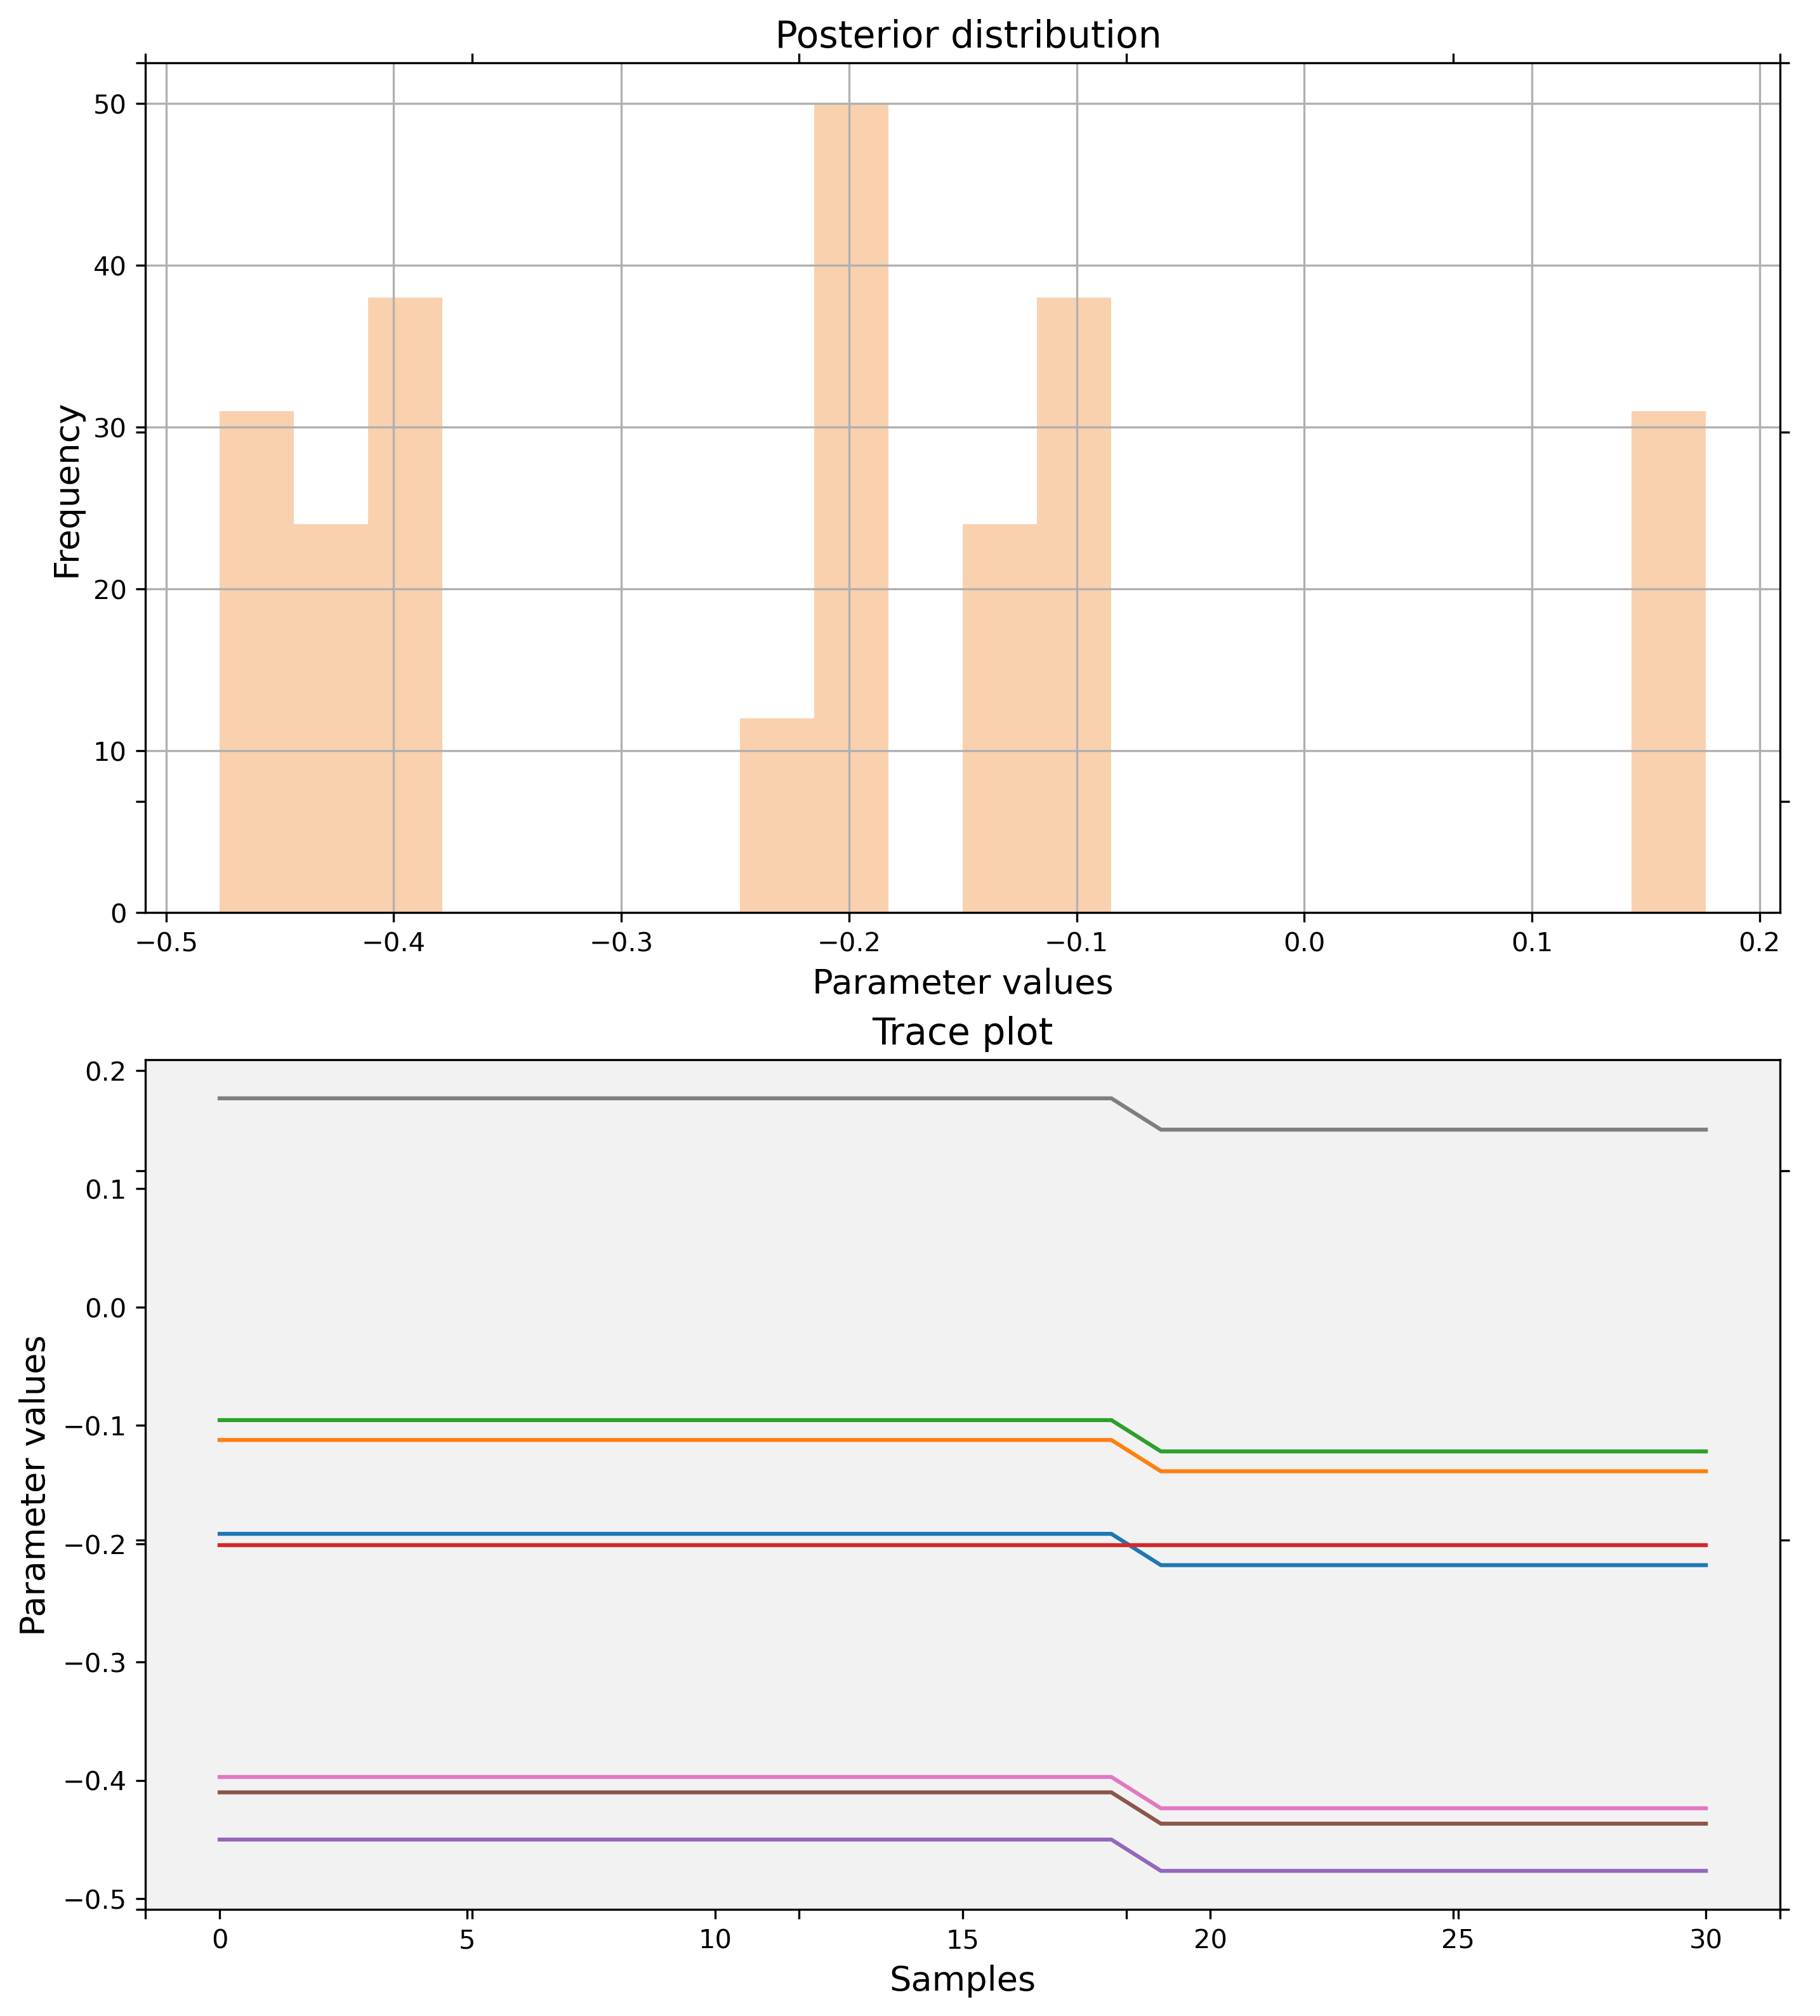 Posterior distribution
50
40
30
20
10
0
Frequency
−0.5 −0.4 −0.3 −0.2 −0.1 0.0 0.1 0.2
Parameter values
Trace plot
0.2
0.1
0.0
−0.1
−0.2
−0.3
−0.4
−0.5
Parameter values
0 5 10 15 20 25 30
Samples